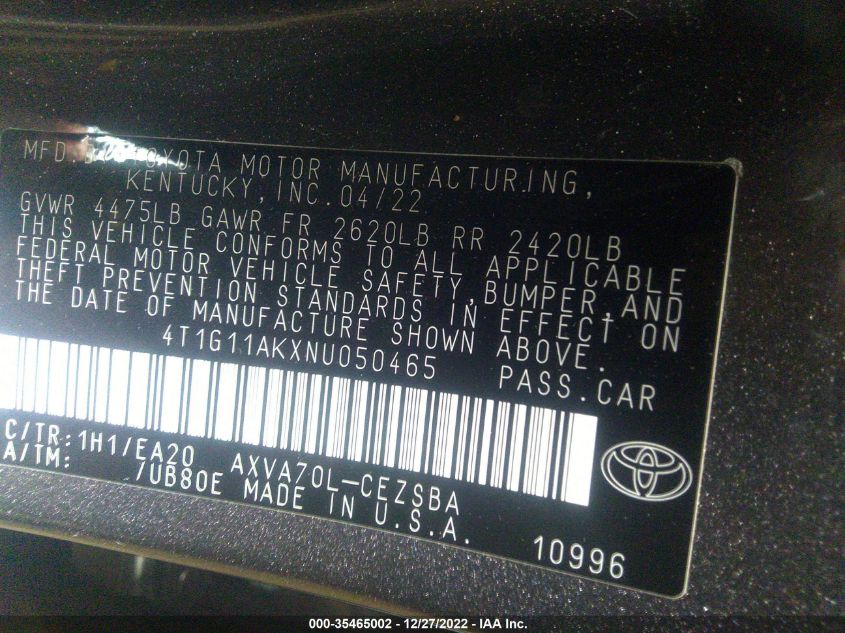 MFD. BY TOYOTA MOTOR MANUFACTURING,
KENTUCKY, INC. 04/22
GVWR 4475LB GAWR FR 2620LB RR 2420LB
THIS VEHICLE CONFORMS TO ALL APPLICABLE
FEDERAL MOTOR VEHICLE SAFETY, BUMPER, AND
THEFT PREVENTION STANDARDS IN EFFECT ON
THE DATE OF MANUFACTURE SHOWN ABOVE.
4T1G11AKXNU050465 PASS.CAR
C/TR: 1H1/EA20 AXVA70L-CEZSBA
A/TM: /UB80E MADE IN U.S.A.
10996
000-35465002 - 12/27/2022 - IAA Inc.